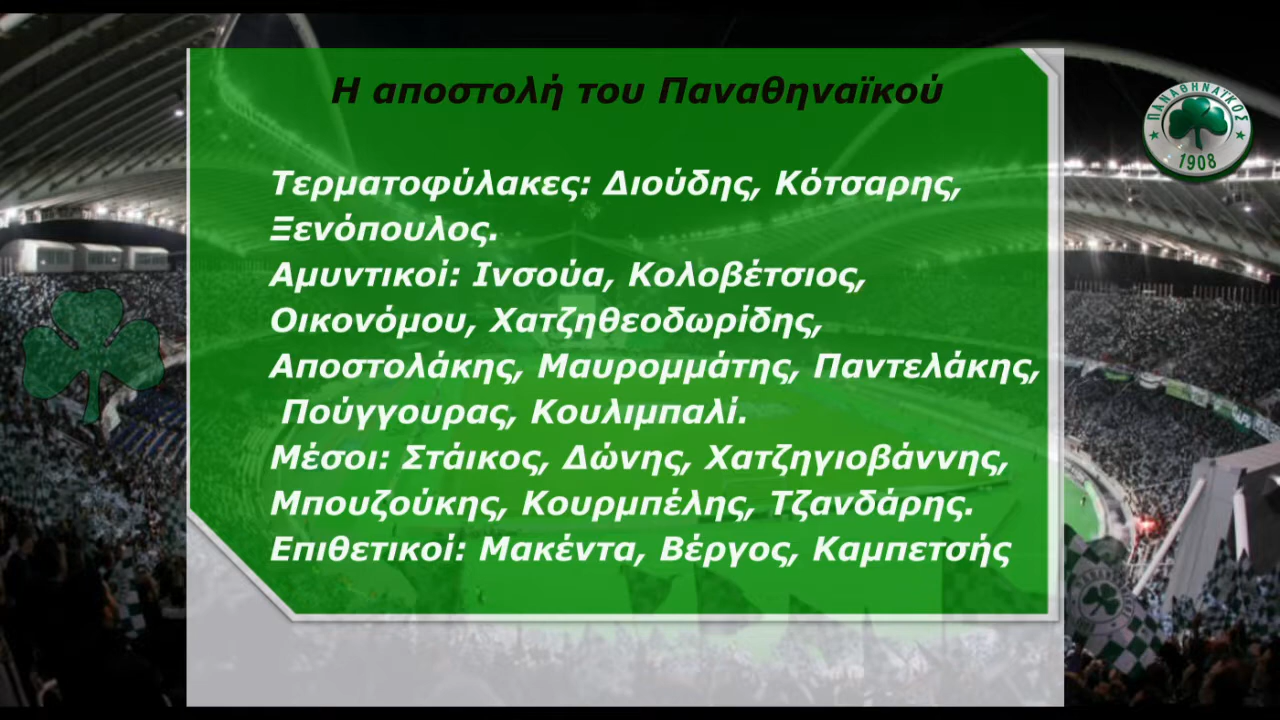 Η αποστολή του Παναθηναϊκού
ΠΑΝΑΘΗΝΑΪΚΟΣ
1908
Τερματοφύλακες: Διούδης, Κότσαρης,
Ξενόπουλος.
Αμυντικοί: Ινσούα, Κολοβέτσιος,
Οικονόμου, Χατζηθεοδωρίδης,
Αποστολάκης, Μαυρομμάτης, Παντελάκης,
Πούγγουρας, Κουλιμπαλί.
Μέσοι: Στάικος, Δώνης, Χατζηγιοβάννης,
Μπουζούκης, Κουρμπέλης, Τζανδάρης.
Επιθετικοί: Μακέντα, Βέργος, Καμπετσής